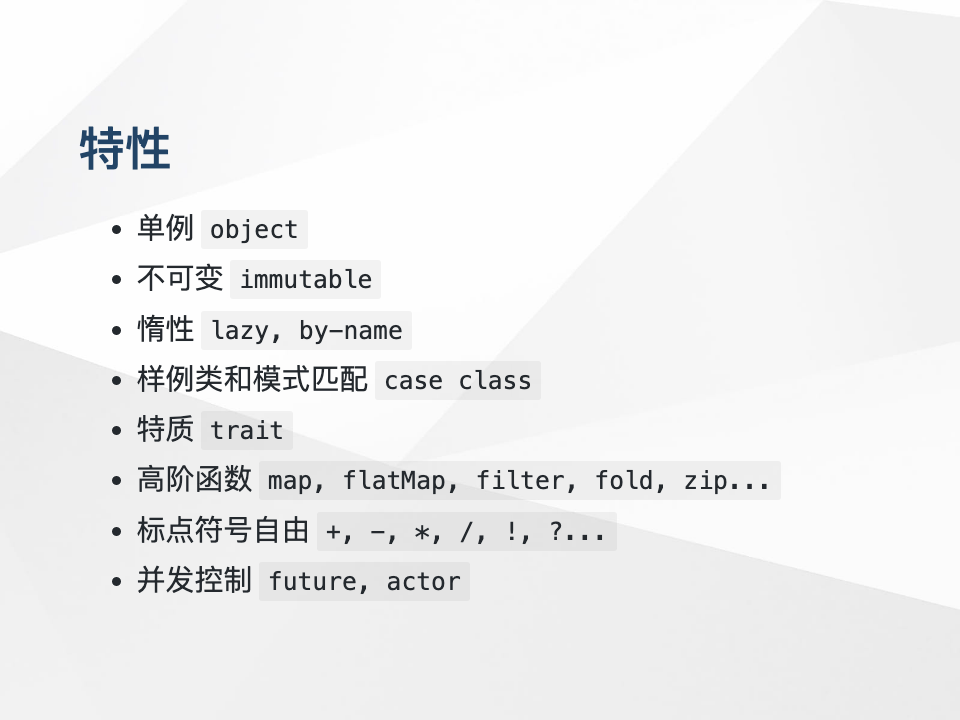 特性
• 单例 object
• 不可变 immutable
• 惰性 lazy, by-name
• 样例类和模式匹配 case class
• 特质 trait
• 高阶函数 map, flatMap, filter, fold, zip...
• 标点符号自由 +, -, *, /, !, ?...
• 并发控制 future, actor